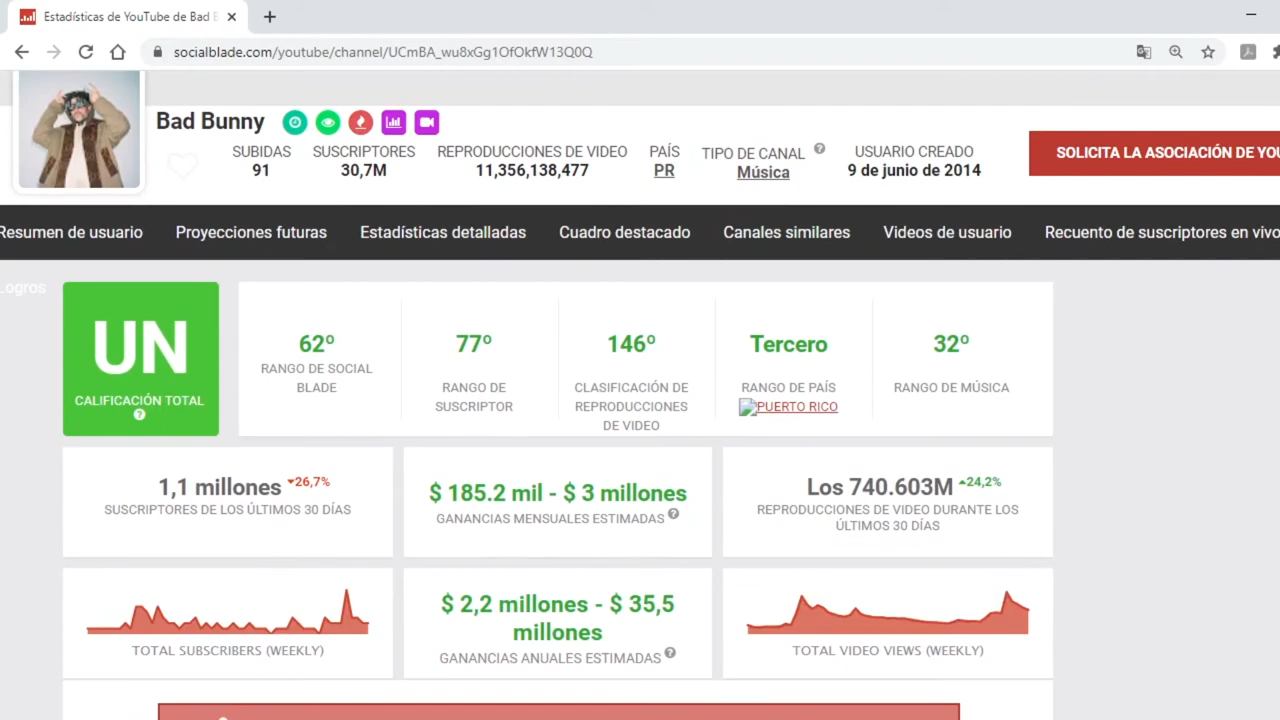 Estadísticas de YouTube de Bad B
socialblade.com/youtube/channel/UCmBA_wu8xGg1OfOkfW13Q0Q
Bad Bunny
SUBIDAS
91
SUSCRIPTORES
30,7M
REPRODUCCIONES DE VIDEO
11,356,138,477
PAÍS
PR
TIPO DE CANAL
Música
USUARIO CREADO
9 de junio de 2014
SOLICITA LA ASOCIACIÓN DE YOU
Resumen de usuario
Proyecciones futuras
Estadísticas detalladas
Cuadro destacado
Canales similares
Videos de usuario
Recuento de suscriptores en vivo
Logros
UN
CALIFICACIÓN TOTAL
62º
RANGO DE SOCIAL
BLADE
77º
RANGO DE
SUSCRIPTOR
146º
CLASIFICACIÓN DE
REPRODUCCIONES
DE VIDEO
Tercero
RANGO DE PAÍS
PUERTO RICO
32º
RANGO DE MÚSICA
1,1 millones 26,7%
SUSCRIPTORES DE LOS ÚLTIMOS 30 DÍAS
$ 185.2 mil - $ 3 millones
GANANCIAS MENSUALES ESTIMADAS
Los 740.603M 24,2%
REPRODUCCIONES DE VIDEO DURANTE LOS
ÚLTIMOS 30 DÍAS
TOTAL SUBSCRIBERS (WEEKLY)
$ 2,2 millones - $ 35,5
millones
GANANCIAS ANUALES ESTIMADAS
TOTAL VIDEO VIEWS (WEEKLY)